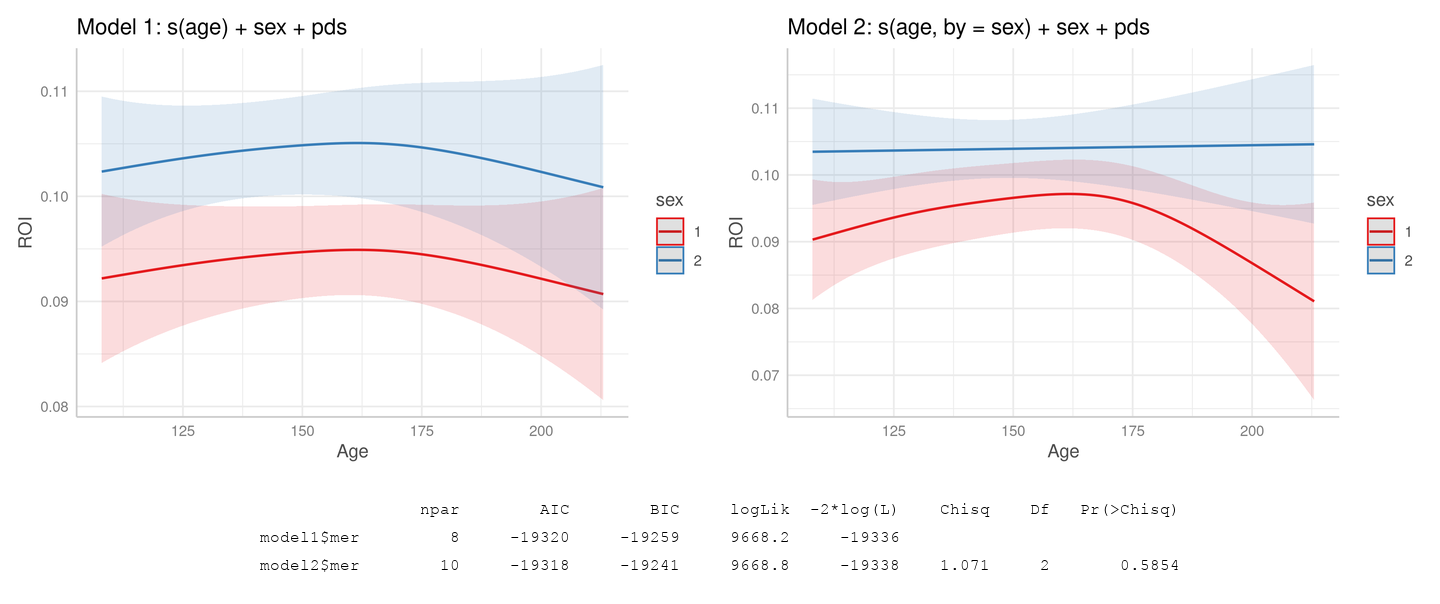 Model 1: s(age) + sex + pds
ROI
0.11
0.10
0.09
0.08
125 150 175 200
Age
sex
1
2
Model 2: s(age, by = sex) + sex + pds
ROI
0.11
0.10
0.09
0.08
0.07
125 150 175 200
Age
sex
1
2
npar AIC BIC logLik -2*log(L) Chisq Df Pr(>Chisq)
model1$mer 8 -19320 -19259 9668.2 -19336
model2$mer 10 -19318 -19241 9668.8 -19338 1.071 2 0.5854